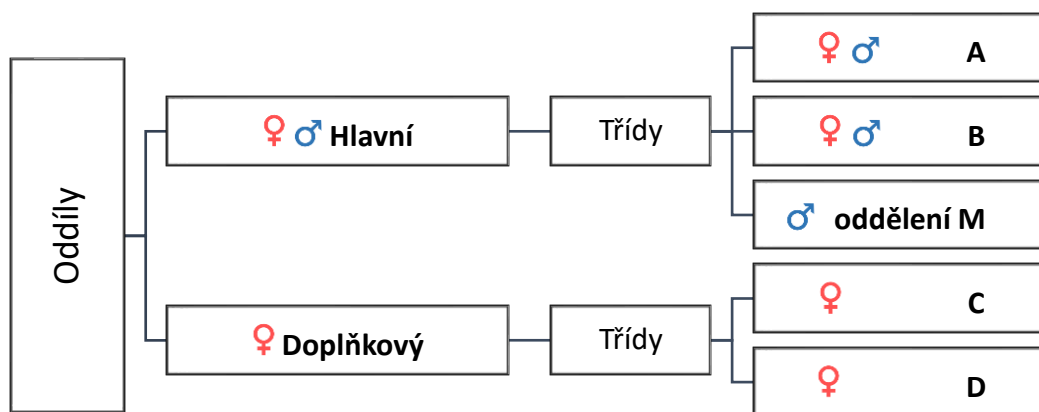 Oddíly
♀ ♂ Hlavní
Třídy
♀ ♂ A
♀ ♂ B
♂ oddělení M
♀ Doplňkový
Třídy
♀ C
♀ D